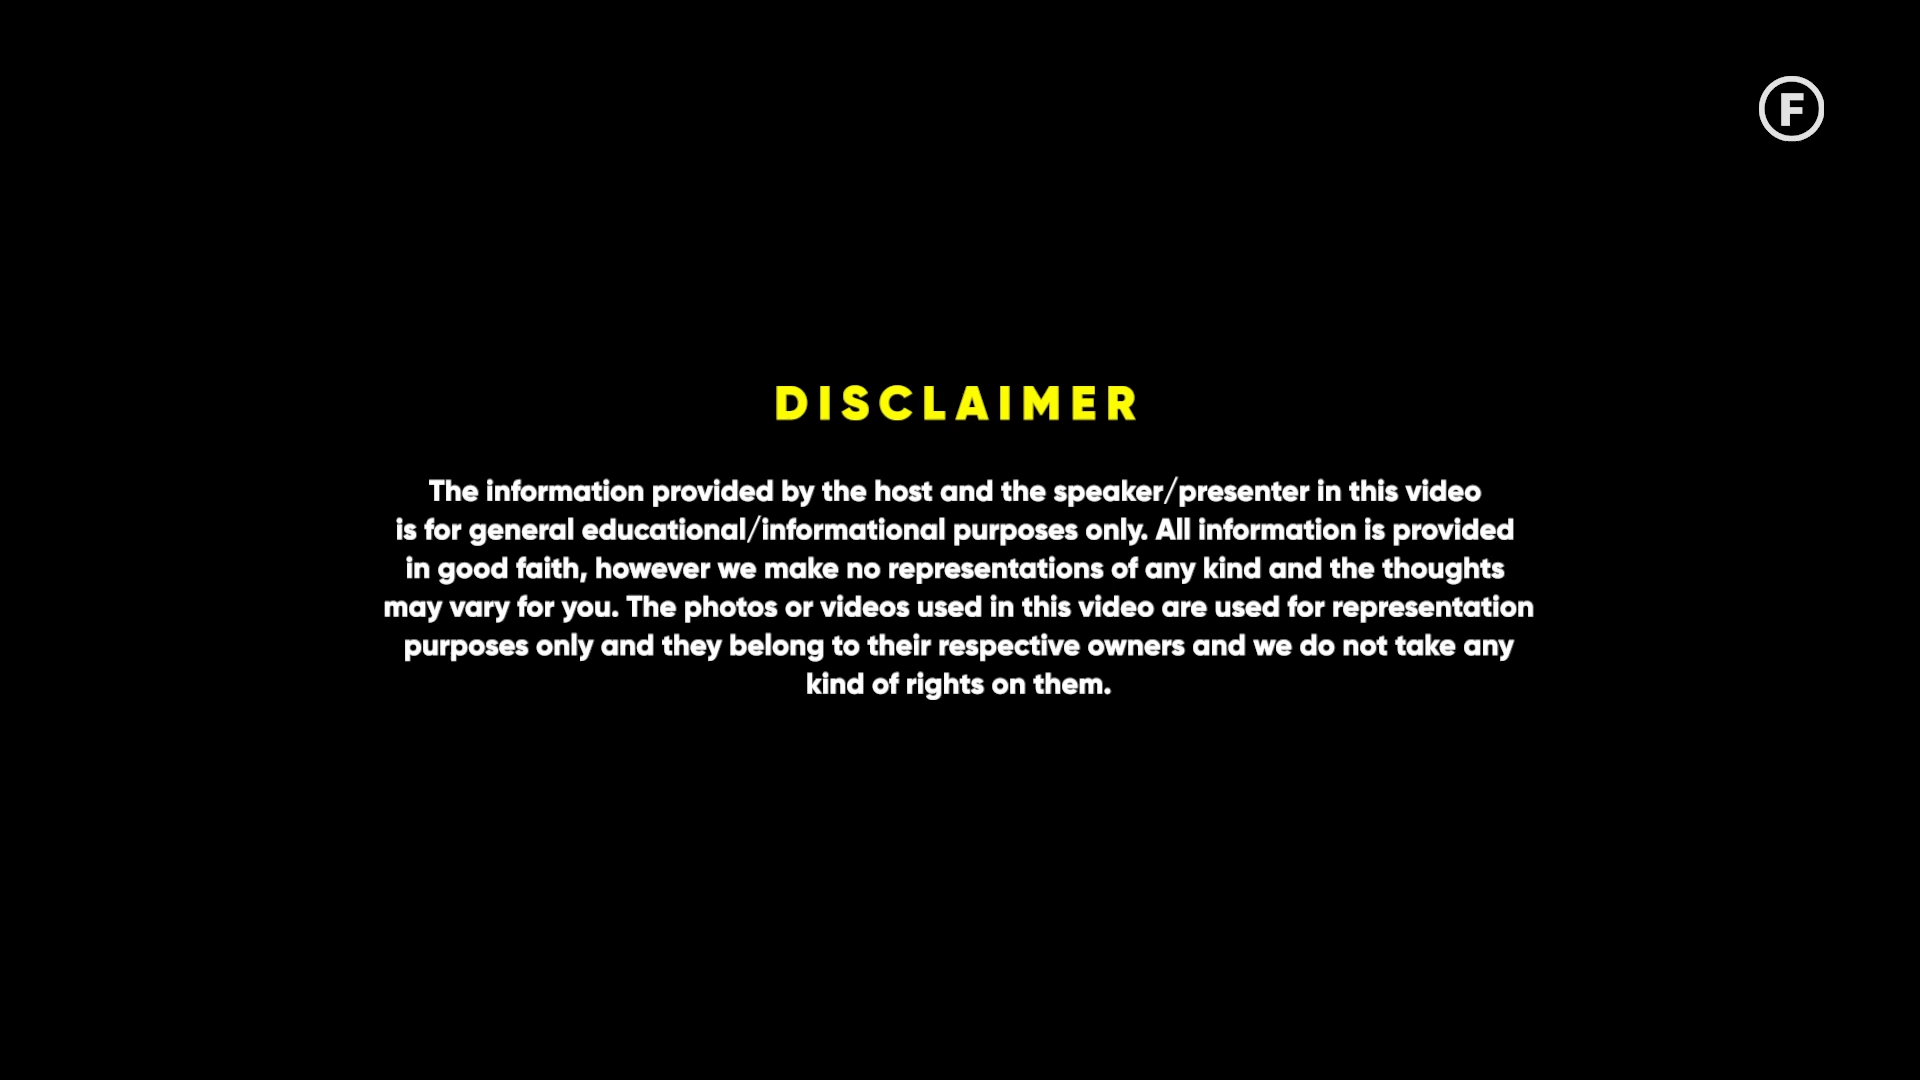 F
DISCLAIMER
The information provided by the host and the speaker/presenter in this video
is for general educational/informational purposes only. All information is provided
in good faith, however we make no representations of any kind and the thoughts
may vary for you. The photos or videos used in this video are used for representation
purposes only and they belong to their respective owners and we do not take any
kind of rights on them.